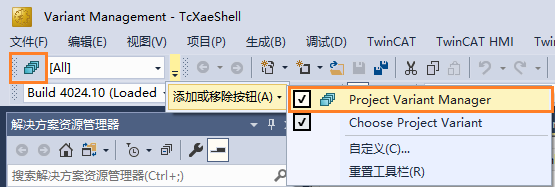 Variant Management - TcXaeShell
文件(F) 编辑(E) 视图(V) 项目(P) 生成(B) 调试(D) TwinCAT TwinCAT HMI TwinCAT
[All]
Build 4024.10 (Loaded
添加或移除按钮(A)
Project Variant Manager
Choose Project Variant
自定义(C)...
重置工具栏(R)
解决方案资源管理器
搜索解决方案资源管理器(Ctrl+;)